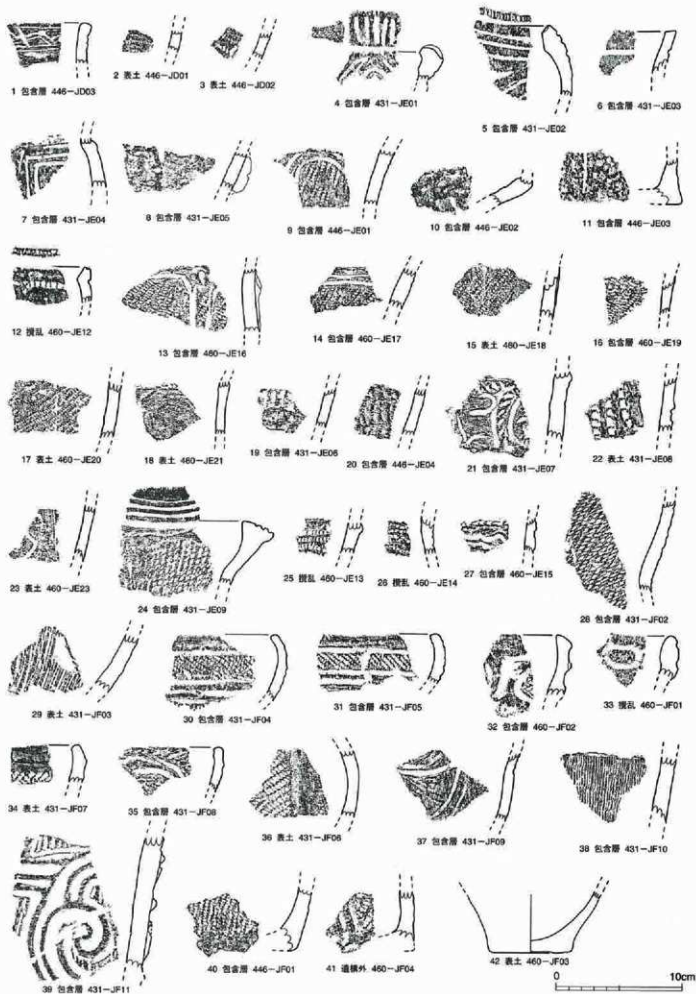 1 包含層 446-JD03
2 表土 446-JD01
3 表土 446-JD02
4 包含層 431-JE01
5 包含層 431-JE02
6 包含層 431-JE03
7 包含層 431-JE04
8 包含層 431-JE05
9 包含層 446-JE01
10 包含層 446-JE02
11 包含層 446-JE03
12 攪乱 460-JE12
13 包含層 460-JE16
14 包含層 460-JE17
15 表土 460-JE18
16 包含層 460-JE19
17 表土 460-JE20
18 表土 460-JE21
19 包含層 431-JE06
20 包含層 446-JE04
21 包含層 431-JE07
22 表土 431-JE08
23 表土 460-JE23
24 包含層 431-JE09
25 攪乱 460-JE13
26 攪乱 460-JE14
27 包含層 460-JE15
28 包含層 431-JF02
29 表土 431-JF03
30 包含層 431-JF04
31 包含層 431-JF05
32 包含層 460-JF02
33 攪乱 460-JF01
34 表土 431-JF07
35 包含層 431-JF08
36 表土 431-JF06
37 包含層 431-JF09
38 包含層 431-JF10
39 包含層 431-JF11
40 包含層 446-JF01
41 遺構外 460-JF04
42 表土 460-JF03
0 10cm